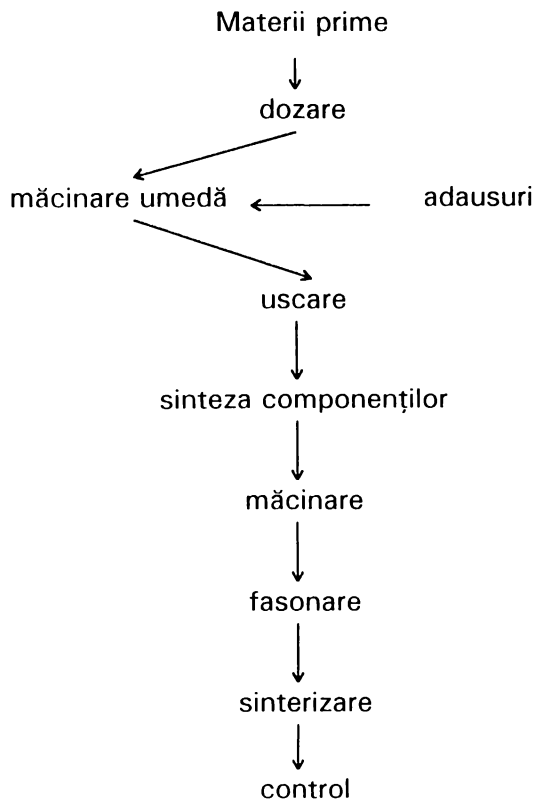 Materii prime
dozare
măcinare umedă
adausuri
uscare
sinteza componenților
măcinare
fasonare
sinterizare
control